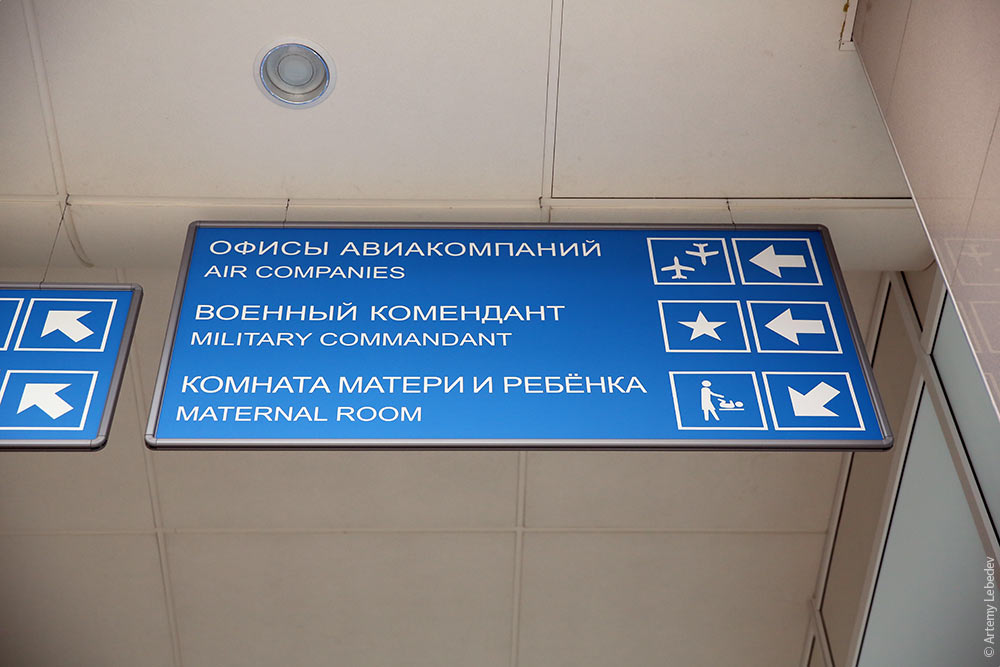 ОФИСЫ АВИАКОМПАНИЙ
AIR COMPANIES
ВОЕННЫЙ КОМЕНДАНТ
MILITARY COMMANDANT
КОМНАТА МАТЕРИ И РЕБЁНКА
MATERNAL ROOM
© Artemy Lebedev